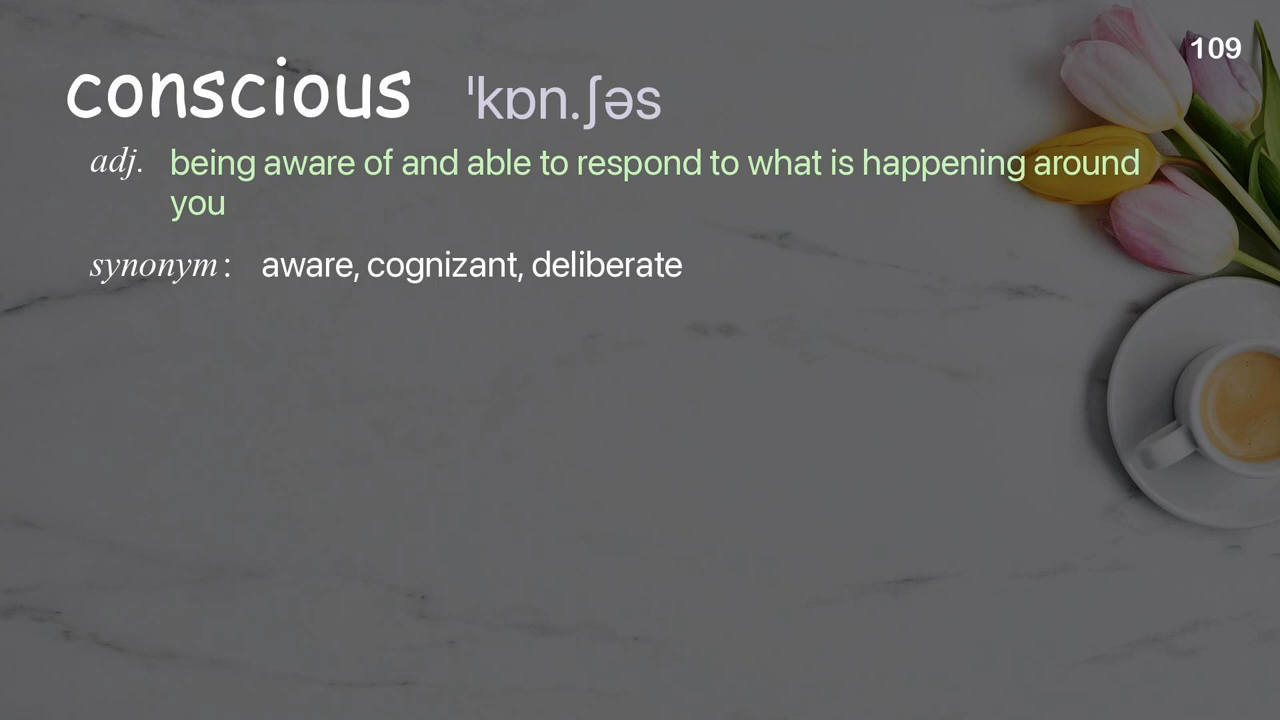 109
conscious ˈkɒn.ʃəs
adj. being aware of and able to respond to what is happening around
you
synonym : aware, cognizant, deliberate